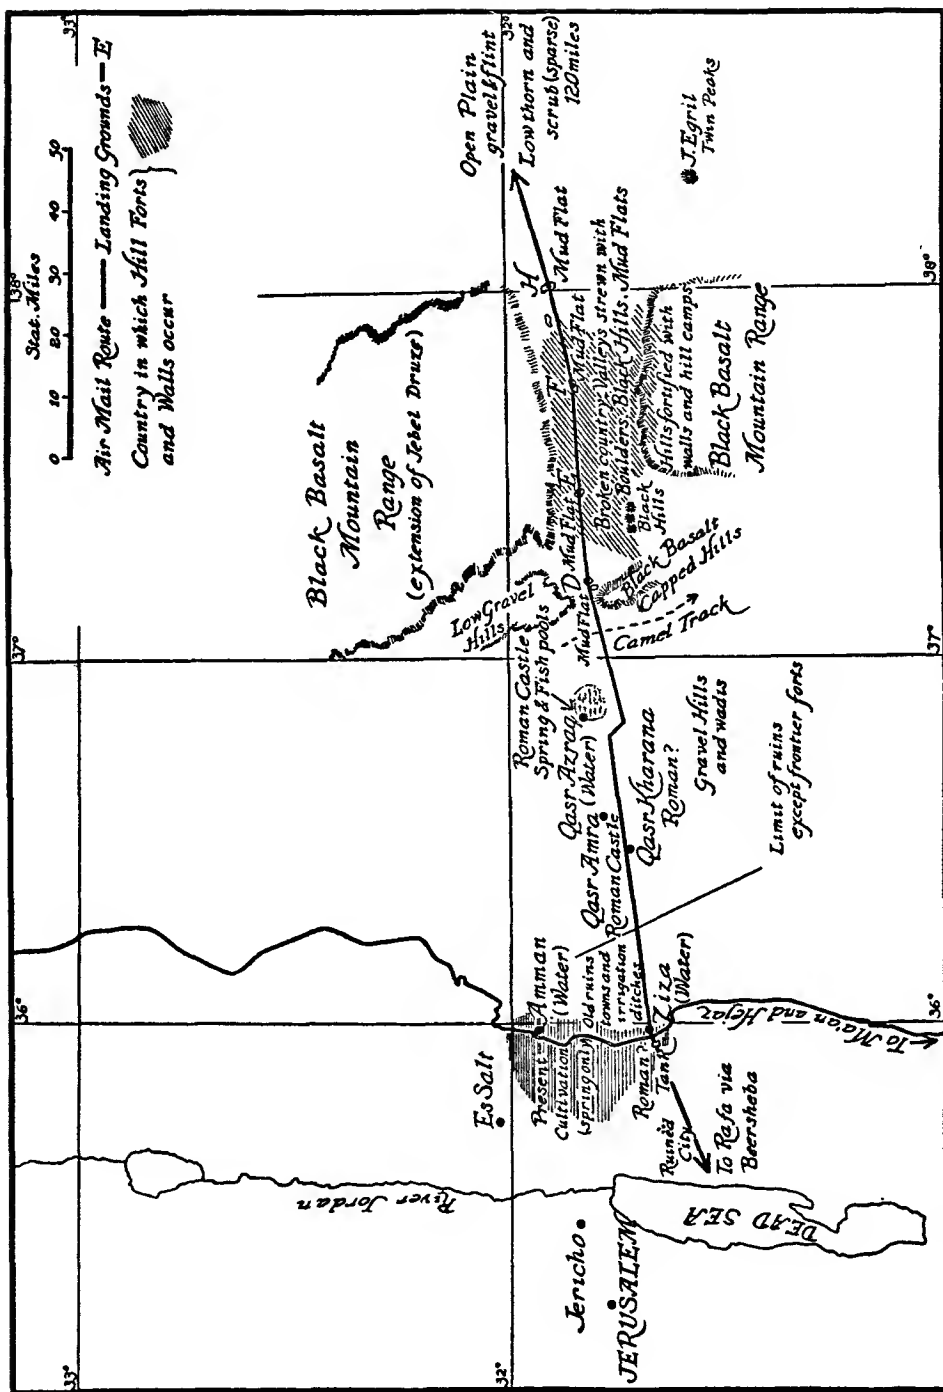 33°
33°
38°
38°
37°
37°
36°
36°
32°
32°
Stat. Miles
0 10 20 30 40 50
Air Mail Route — Landing Grounds — E
Country in which Hill Forts }
and Walls occur
Black Basalt
Mountain
Range
(extension of Jebel Druze)
Open Plain
gravel & flint
Low thorn and
scrub (sparse)
120 miles
J. Egril
Twin Peaks
H
Mud Flat
F
Mud Flat
E
Mud Flat
D
Mud Flat
Broken country. Valleys strewn with
Boulders. Black Hills. Mud Flats
Black
Hills
Hills fortified with
walls and hill camps
Black Basalt
Mountain Range
Black Basalt
Capped Hills
Camel Track
Low Gravel
Hills
Roman Castle
Spring & Fish pools
Qasr Azraq
(Water)
Qasr Amra
Roman Castle
Qasr Kharana
Roman?
Gravel Hills
and wadis
Limit of ruins
except frontier forts
Amman
(Water)
Old ruins
towns and
irrigation
ditches
Ziza
(Water)
Es Salt
Present
Cultivation
(spring only)
Roman?
Tank
Ruined
City
To Rafa via
Beersheba
To Ma'an and Hejaz
River Jordan
DEAD SEA
Jericho
JERUSALEM